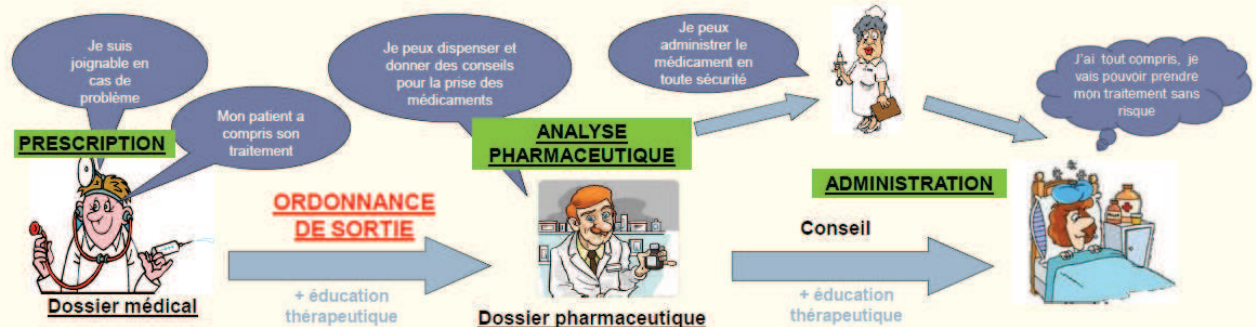 Je suis
joignable en
cas de
problème
Mon patient a
compris son
traitement
PRESCRIPTION
Dossier médical
ORDONNANCE
DE SORTIE
+ éducation
thérapeutique
Je peux dispenser et
donner des conseils
pour la prise des
médicaments
ANALYSE
PHARMACEUTIQUE
Dossier pharmaceutique
Je peux
administrer le
médicament en
toute sécurité
ADMINISTRATION
Conseil
+ éducation
thérapeutique
J'ai tout compris, je
vais pouvoir prendre
mon traitement sans
risque